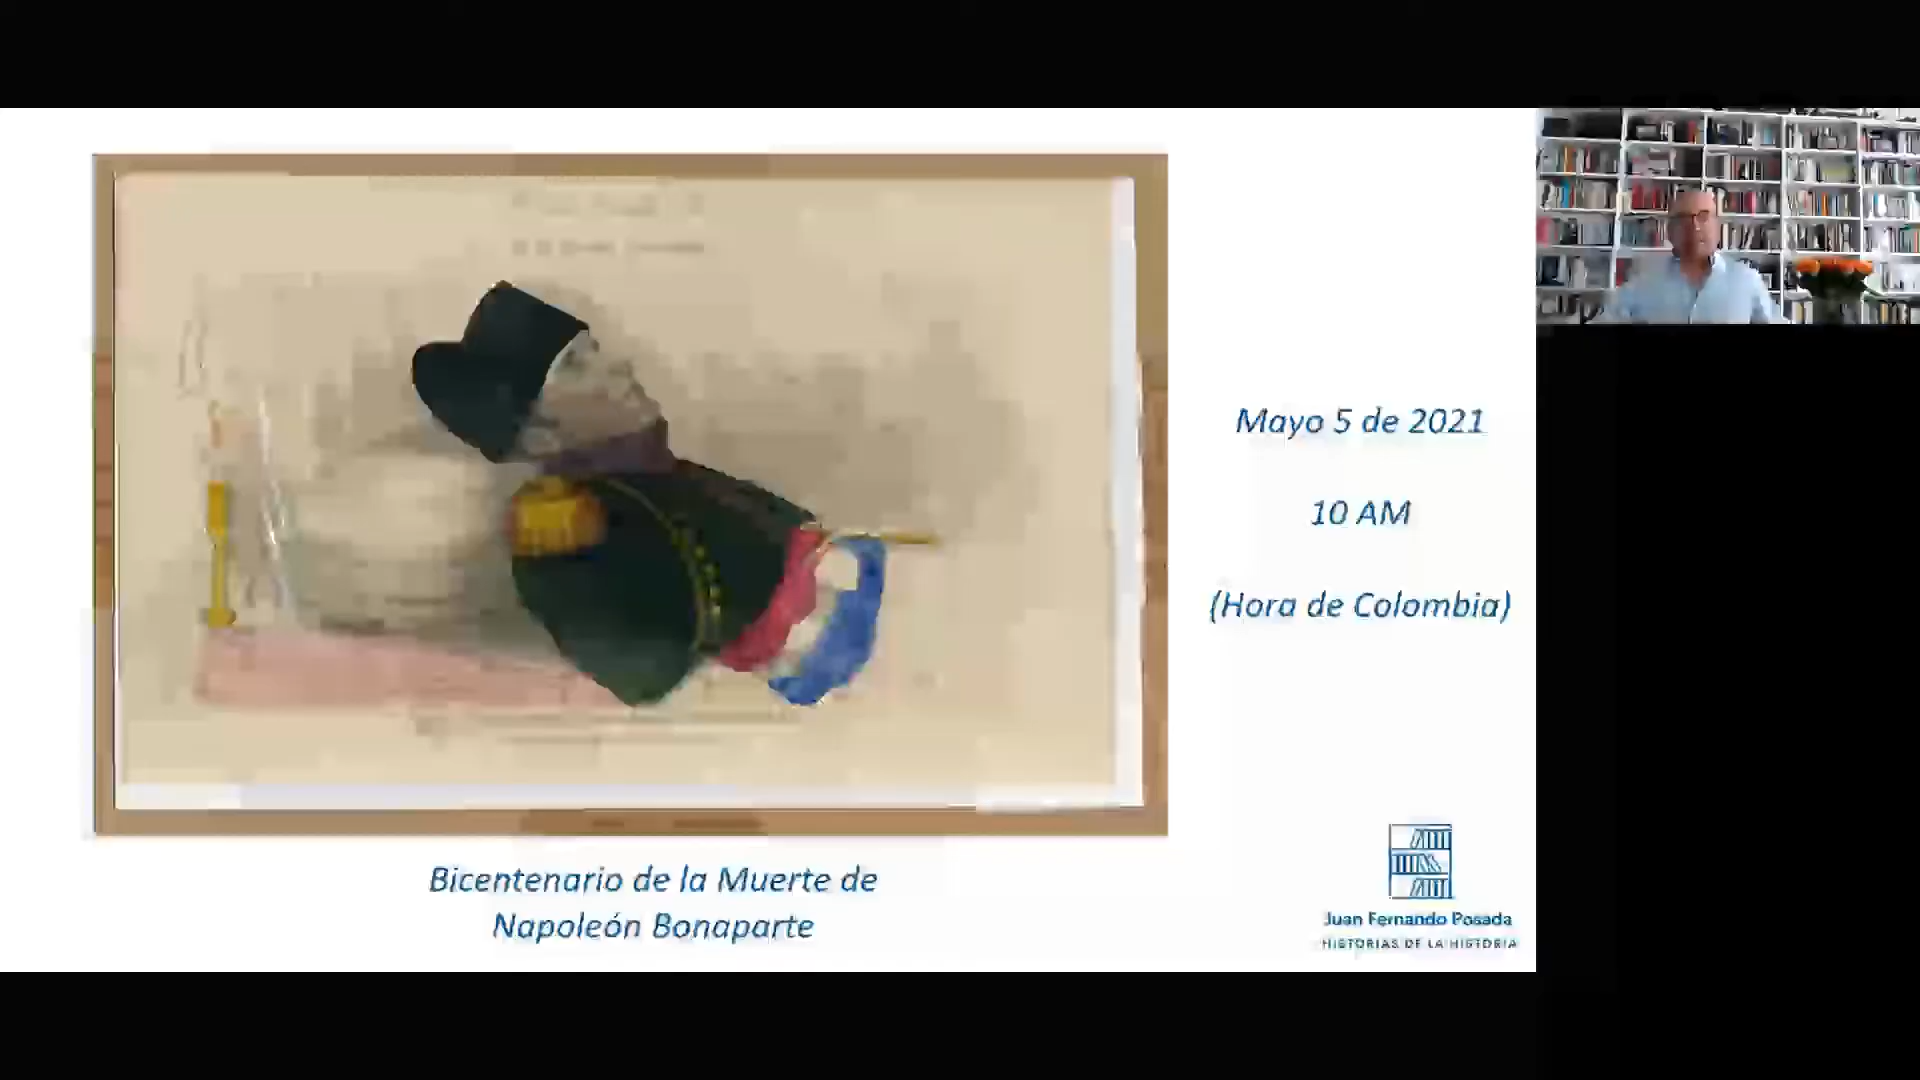 Mayo 5 de 2021
10 AM
(Hora de Colombia)
Bicentenario de la Muerte de
Napoleón Bonaparte
Juan Fernando Posada
HISTORIAS DE LA HISTORIA